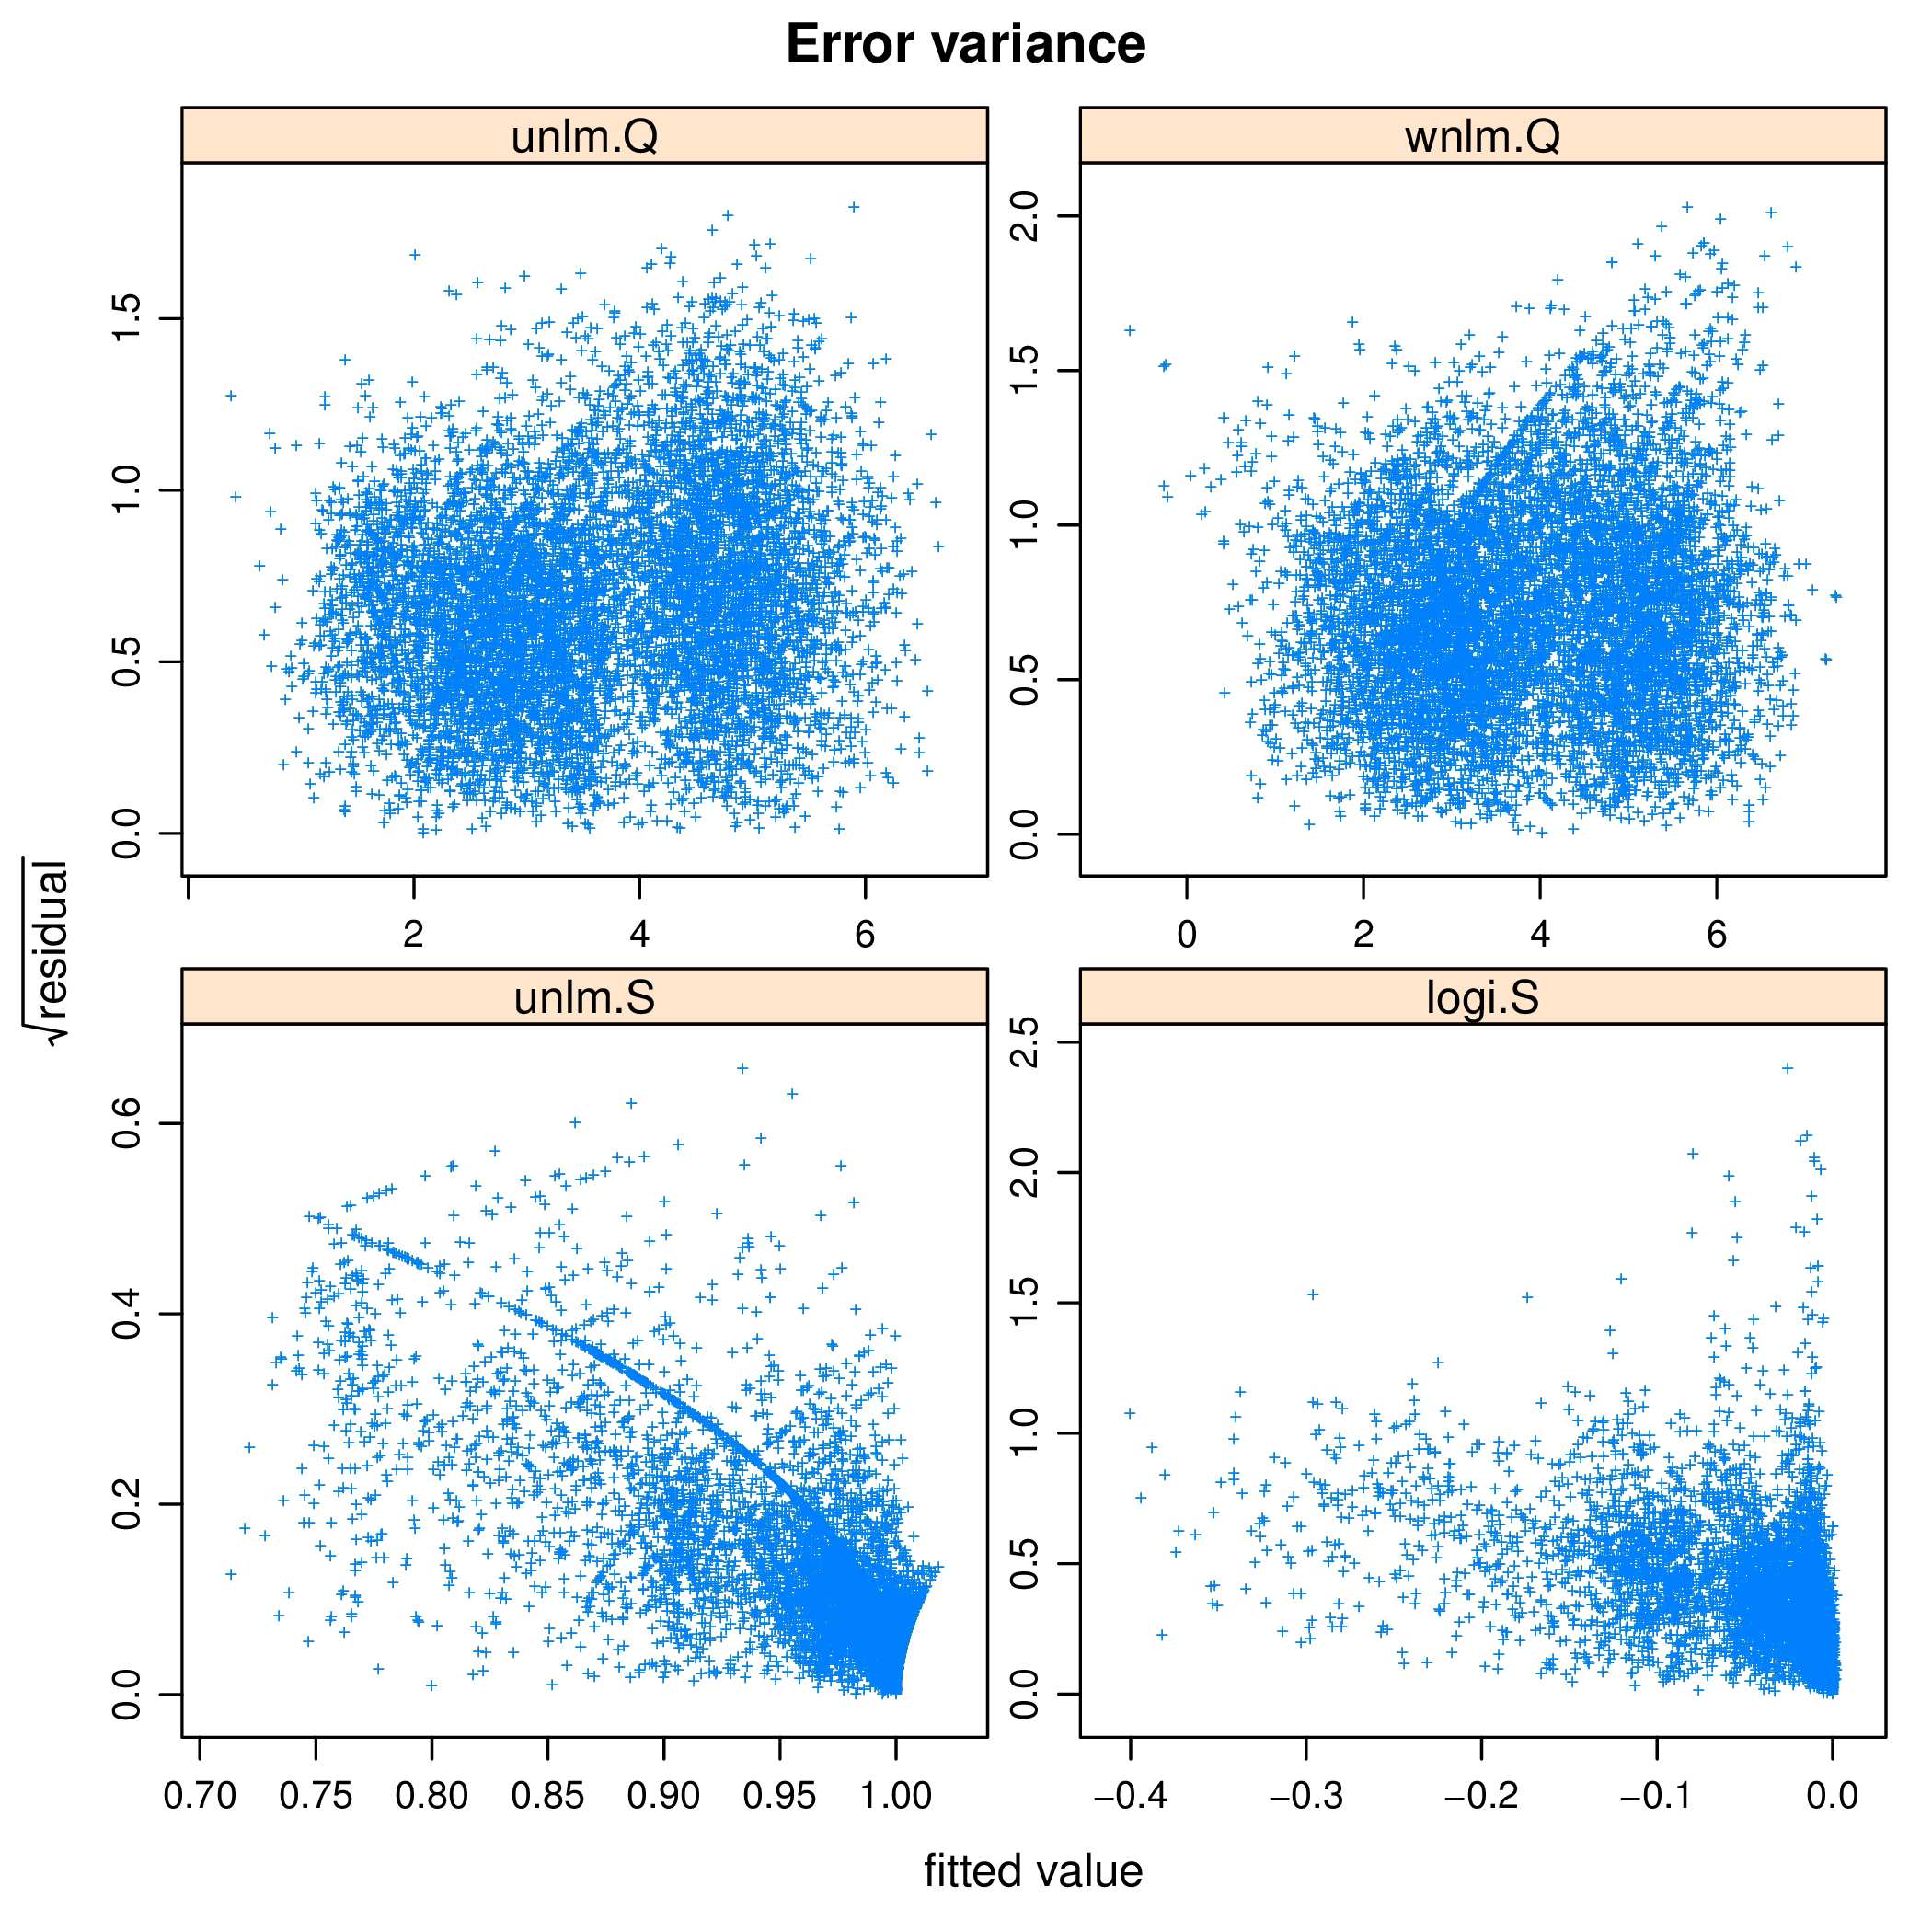 Error variance
unlm.Q
wnlm.Q
0.0 0.5 1.0 1.5
0.0 0.5 1.0 1.5 2.0
2 4 6
0 2 4 6
√residual
unlm.S
logi.S
0.0 0.2 0.4 0.6
0.0 0.5 1.0 1.5 2.0 2.5
0.70 0.75 0.80 0.85 0.90 0.95 1.00
−0.4 −0.3 −0.2 −0.1 0.0
fitted value